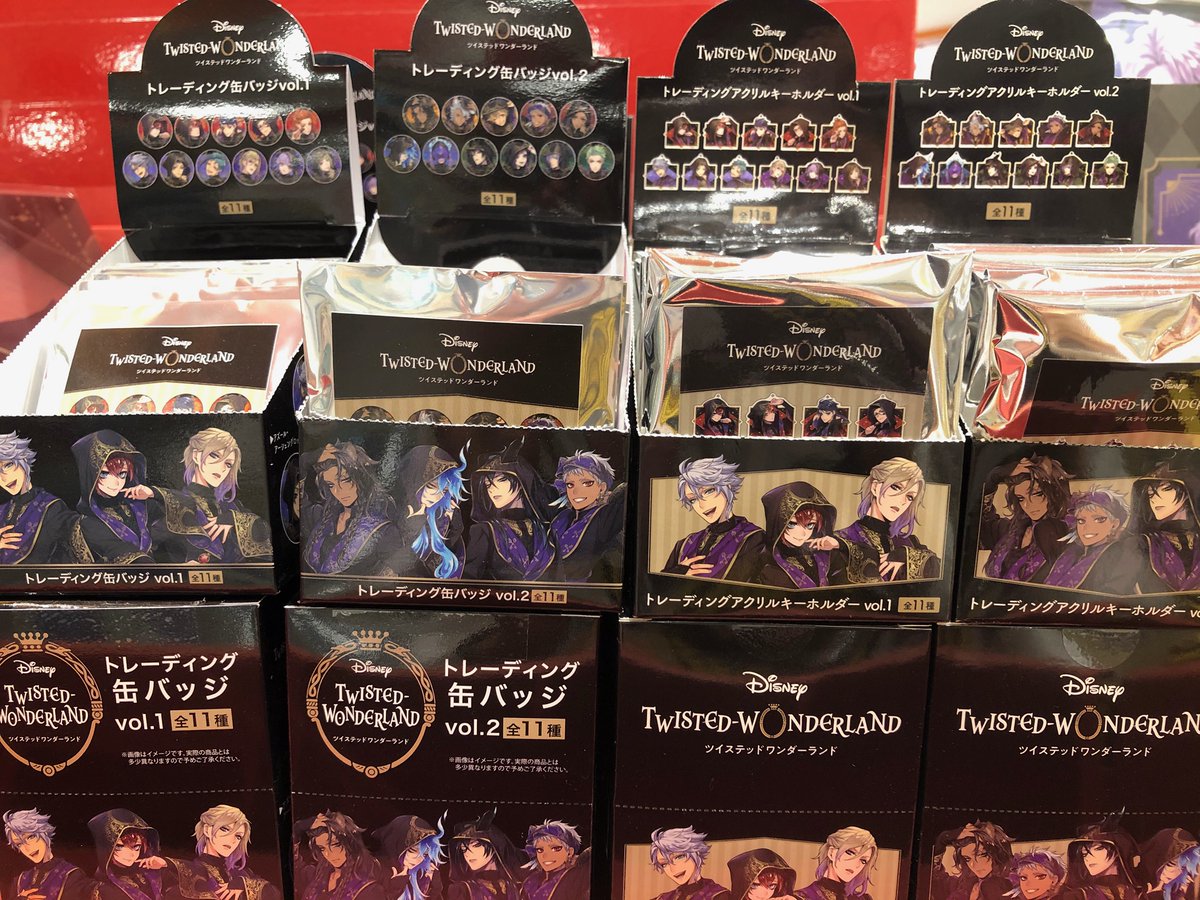 Disney
TWISTED-WONDERLAND
ツイステッドワンダーランド
トレーディング缶バッジvol.1
全11種
Disney
TWISTED-WONDERLAND
ツイステッドワンダーランド
トレーディング缶バッジvol.2
全11種
Disney
TWISTED-WONDERLAND
ツイステッドワンダーランド
トレーディングアクリルキーホルダー vol.1
全11種
Disney
TWISTED-WONDERLAND
ツイステッドワンダーランド
トレーディングアクリルキーホルダー vol.2
全11種
Disney
TWISTED-WONDERLAND
ツイステッドワンダーランド
Disney
TWISTED-WONDERLAND
ツイステッドワンダーランド
Disney
TWISTED-WONDERLAND
ツイステッドワンダーランド
Disney
TWISTED-WONDERLAND
ツイステッドワンダーランド
トレーディング缶バッジ vol.1 全11種
トレーディング缶バッジ vol.2 全11種
トレーディングアクリルキーホルダー vol.1 全11種
トレーディングアクリルキーホルダー
Disney
TWISTED-
WONDERLAND
ツイステッドワンダーランド
トレーディング
缶バッジ
vol.1 全11種
※画像はイメージです。実際の商品とは
多少異なりますので予めご了承ください。
Disney
TWISTED-
WONDERLAND
ツイステッドワンダーランド
トレーディング
缶バッジ
vol.2 全11種
※画像はイメージです。実際の商品とは
多少異なりますので予めご了承ください。
Disney
TWISTED-WONDERLAND
ツイステッドワンダーランド
Disney
TWISTED-WONDERLAN
ツイステッドワンダーランド